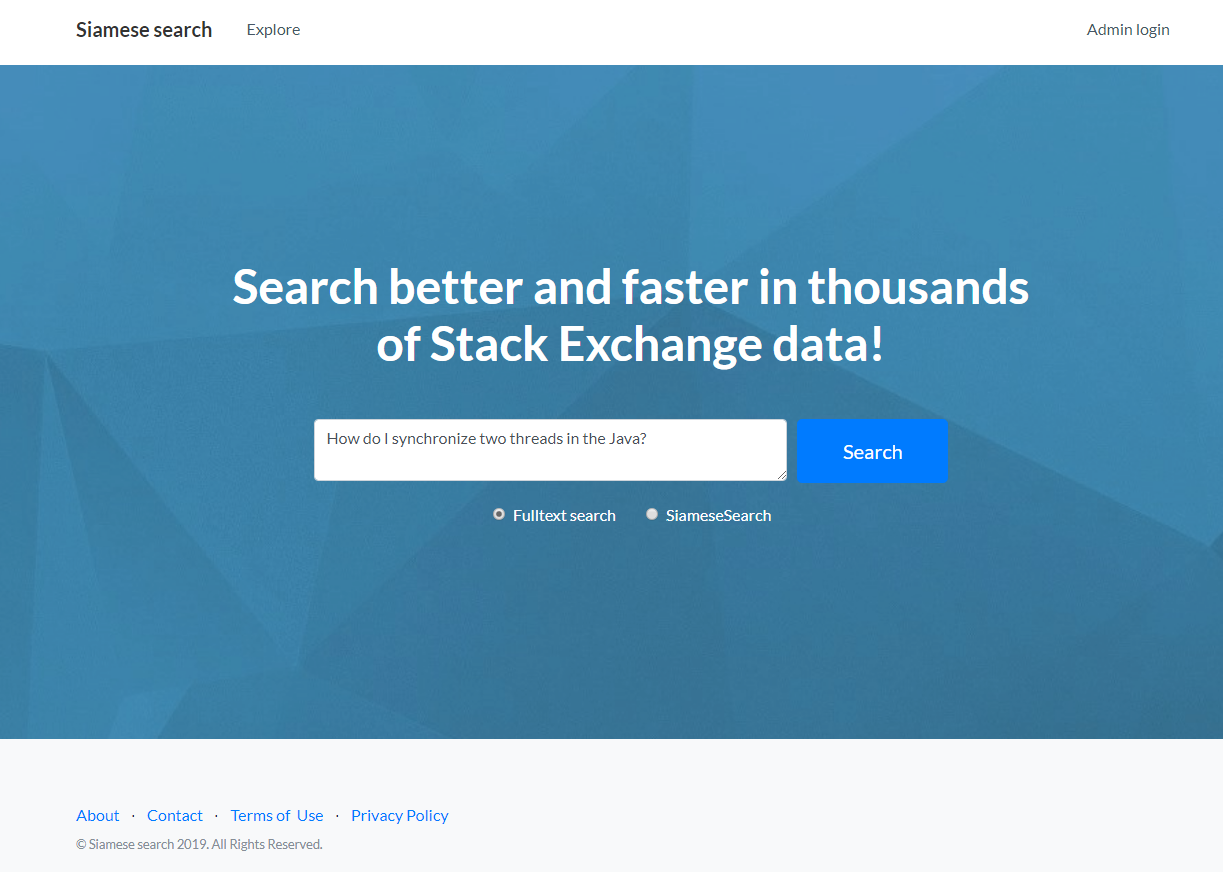 Siamese search Explore Admin login
Search better and faster in thousands
of Stack Exchange data!
How do I synchronize two threads in the Java?
Search
Fulltext search SiameseSearch
About · Contact · Terms of Use · Privacy Policy
© Siamese search 2019. All Rights Reserved.